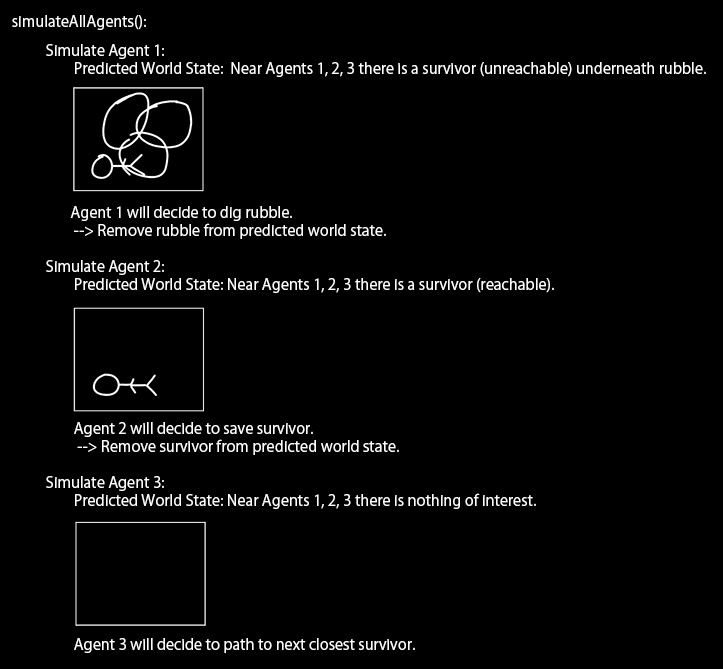 simulateAllAgents():
Simulate Agent 1:
Predicted World State: Near Agents 1, 2, 3 there is a survivor (unreachable) underneath rubble.
Agent 1 will decide to dig rubble.
--> Remove rubble from predicted world state.
Simulate Agent 2:
Predicted World State: Near Agents 1, 2, 3 there is a survivor (reachable).
Agent 2 will decide to save survivor.
--> Remove survivor from predicted world state.
Simulate Agent 3:
Predicted World State: Near Agents 1, 2, 3 there is nothing of interest.
Agent 3 will decide to path to next closest survivor.